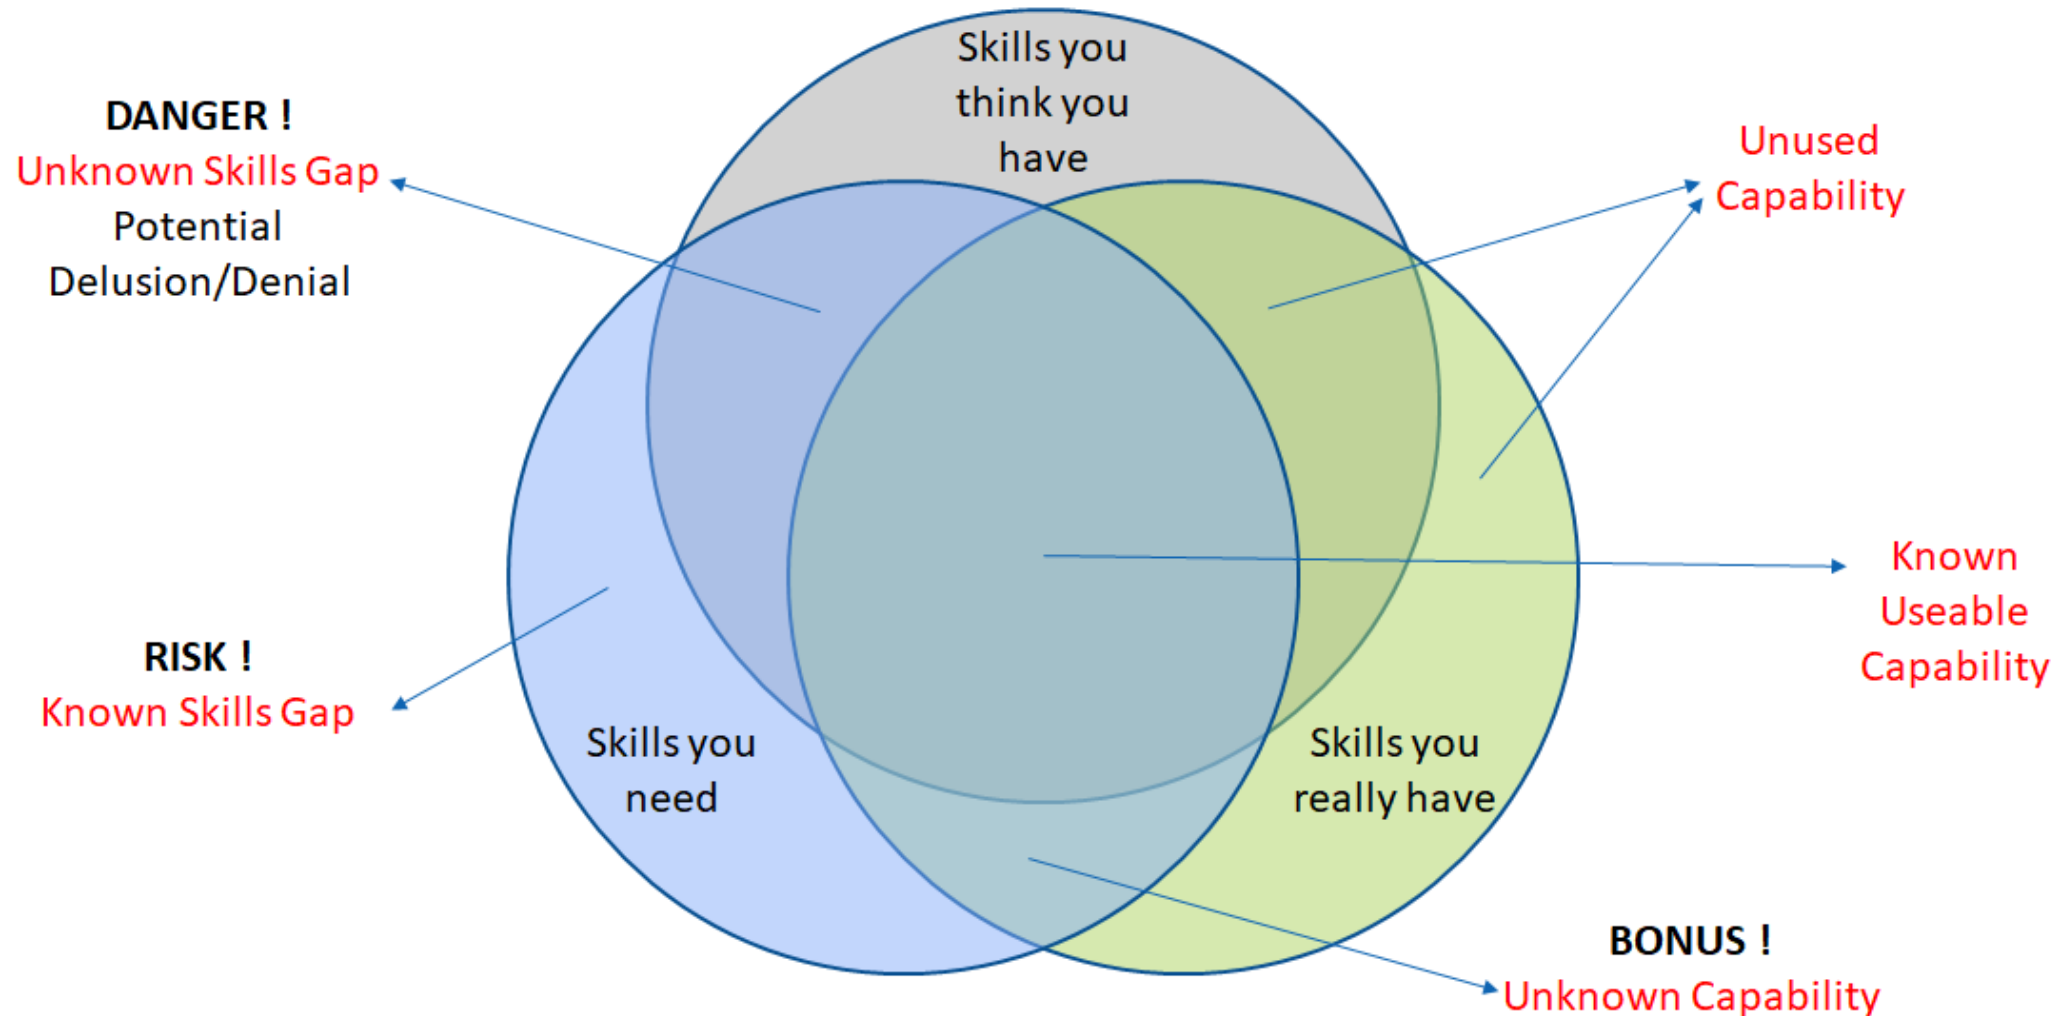 Skills you
think you
have
DANGER !
Unknown Skills Gap
Potential
Delusion/Denial
Unused
Capability
Known
Useable
Capability
RISK !
Known Skills Gap
Skills you
need
Skills you
really have
BONUS !
Unknown Capability